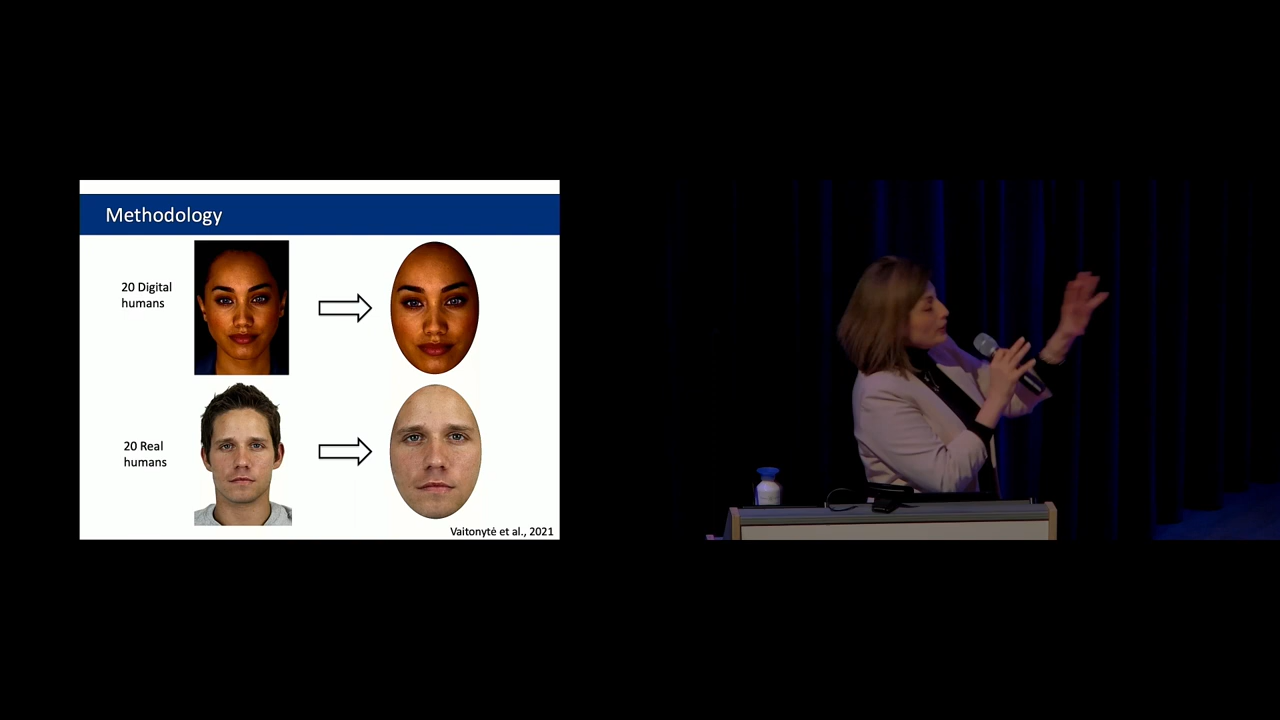 Methodology
20 Digital
humans
20 Real
humans
Vaitonytė et al., 2021